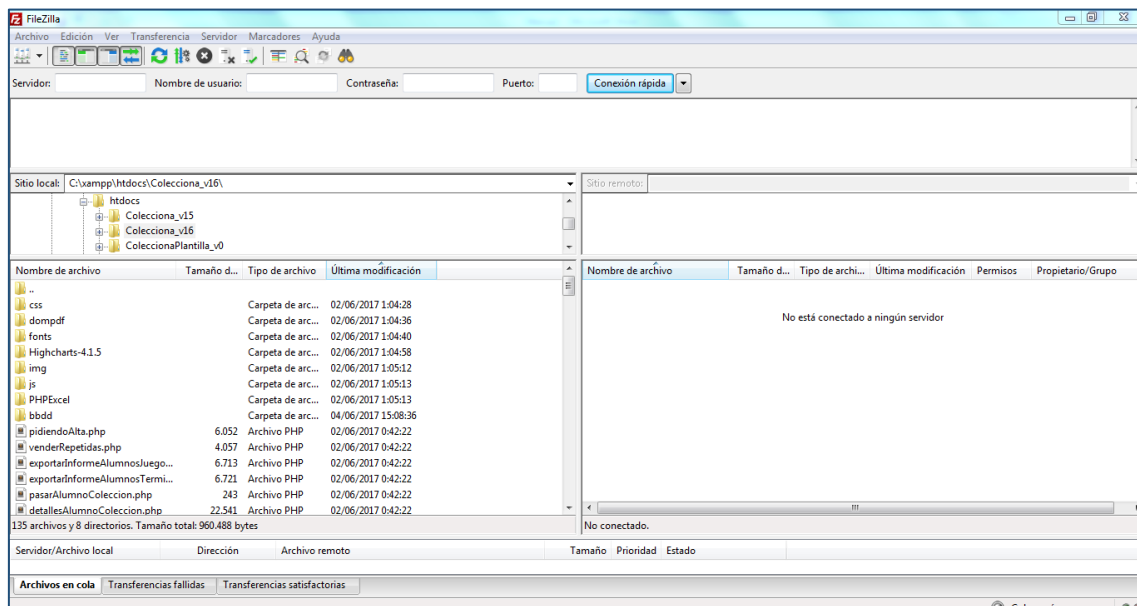 FileZilla
Archivo Edición Ver Transferencia Servidor Marcadores Ayuda
Servidor: Nombre de usuario: Contraseña: Puerto: Conexión rápida
Sitio local: C:\xampp\htdocs\Colecciona_v16\
Sitio remoto:
htdocs
Colecciona_v15
Colecciona_v16
ColeccionaPlantilla_v0
Nombre de archivo Tamaño d... Tipo de archivo Última modificación
..
css Carpeta de arc... 02/06/2017 1:04:28
dompdf Carpeta de arc... 02/06/2017 1:04:36
fonts Carpeta de arc... 02/06/2017 1:04:40
Highcharts-4.1.5 Carpeta de arc... 02/06/2017 1:04:58
img Carpeta de arc... 02/06/2017 1:05:12
js Carpeta de arc... 02/06/2017 1:05:13
PHPExcel Carpeta de arc... 02/06/2017 1:05:13
bbdd Carpeta de arc... 04/06/2017 15:08:36
pidiendoAlta.php 6.052 Archivo PHP 02/06/2017 0:42:22
venderRepetidas.php 4.057 Archivo PHP 02/06/2017 0:42:22
exportarInformeAlumnosJuego... 6.713 Archivo PHP 02/06/2017 0:42:22
exportarInformeAlumnosTermi... 6.721 Archivo PHP 02/06/2017 0:42:22
pasarAlumnoColeccion.php 243 Archivo PHP 02/06/2017 0:42:22
detallesAlumnoColeccion.php 22.541 Archivo PHP 02/06/2017 0:42:22
135 archivos y 8 directorios. Tamaño total: 960.488 bytes
Nombre de archivo Tamaño d... Tipo de archi... Última modificación Permisos Propietario/Grupo
No está conectado a ningún servidor
No conectado.
Servidor/Archivo local Dirección Archivo remoto Tamaño Prioridad Estado
Archivos en cola Transferencias fallidas Transferencias satisfactorias